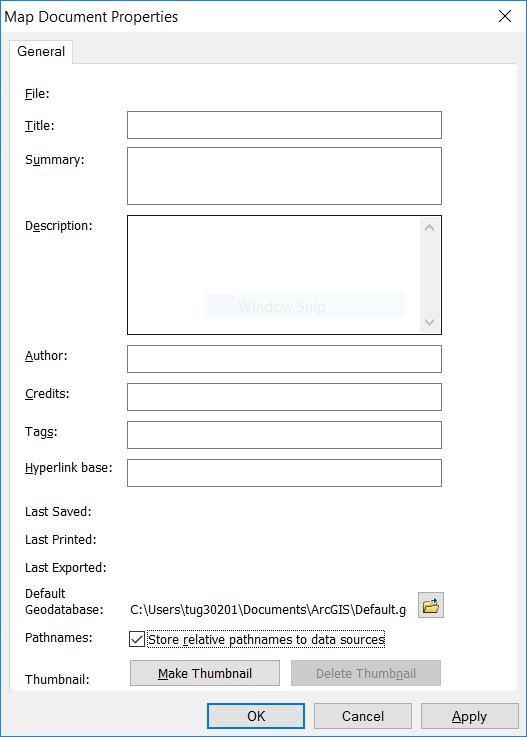 Map Document Properties
General
File:
Title:
Summary:
Description:
Window Snip
Author:
Credits:
Tags:
Hyperlink base:
Last Saved:
Last Printed:
Last Exported:
Default
Geodatabase: C:\Users\tug30201\Documents\ArcGIS\Default.g
Pathnames: Store relative pathnames to data sources
Thumbnail: Make Thumbnail Delete Thumbnail
OK Cancel Apply